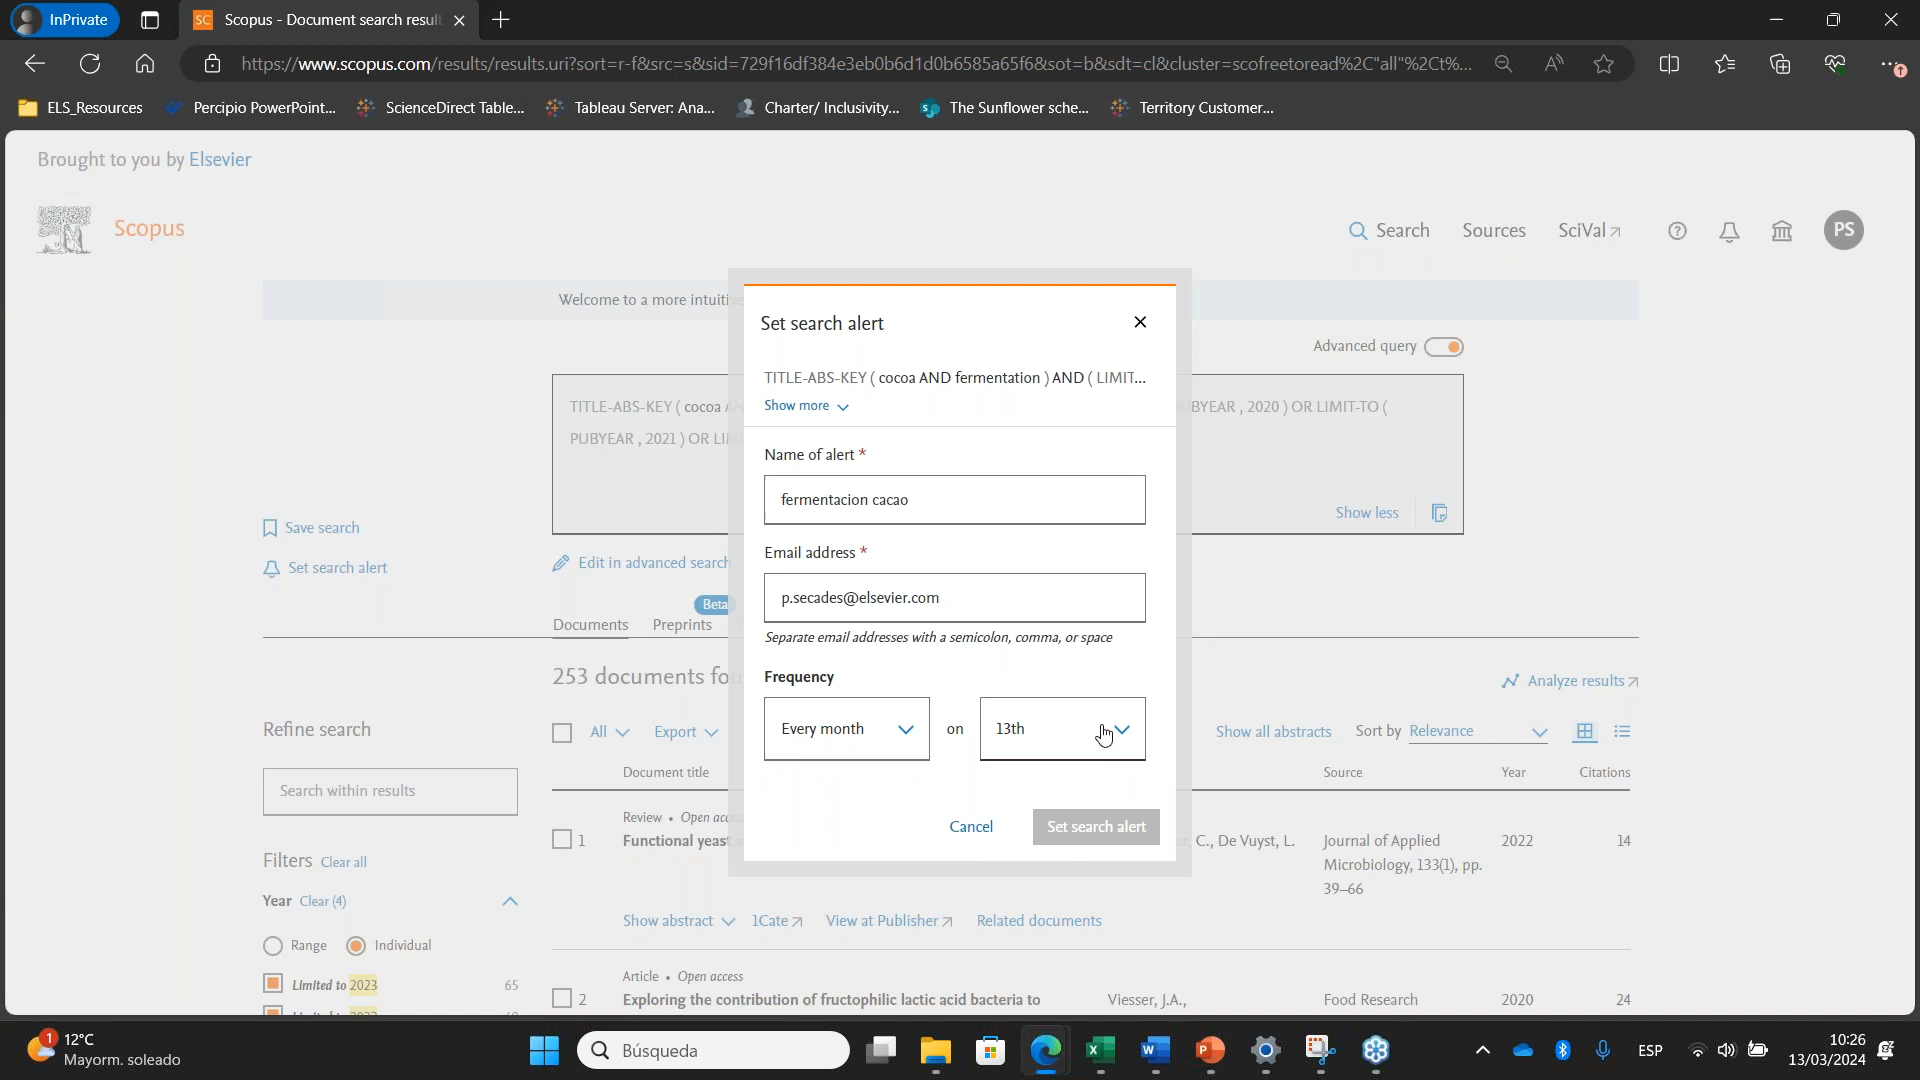 InPrivate
SC Scopus - Document search result
https://www.scopus.com/results/results.uri?sort=r-f&src=s&sid=729f16df384e3eb0b6d1d0b6585a65f6&sot=b&sdt=cl&cluster=scofreetoread%2C"all"%2Ct%...
ELS_Resources Percipio PowerPoint... ScienceDirect Table... Tableau Server: Ana... Charter/ Inclusivity... The Sunflower sche... Territory Customer...
Brought to you by Elsevier
Scopus
Search Sources SciVal PS
Welcome to a more intuiti
Advanced query
TITLE-ABS-KEY ( cocoa
BYEAR , 2020 ) OR LIMIT-TO (
PUBYEAR , 2021 ) OR LI
Show less
Save search
Set search alert
Edit in advanced search
Beta
Documents Preprints
253 documents fou
Analyze results
Refine search
All Export Show all abstracts Sort by Relevance
Document title Source Year Citations
Search within results
Review • Open acc
1 Functional yeast s C., De Vuyst, L. Journal of Applied 2022 14
Microbiology, 133(1), pp.
39–66
Filters Clear all
Year Clear (4)
Show abstract 1Cate View at Publisher Related documents
Range Individual
Article • Open access
Limited to 2023 65
2 Exploring the contribution of fructophilic lactic acid bacteria to Viesser, J.A., Food Research 2020 24
Set search alert
TITLE-ABS-KEY ( cocoa AND fermentation ) AND ( LIMIT...
Show more
Name of alert *
fermentacion cacao
Email address *
p.secades@elsevier.com
Separate email addresses with a semicolon, comma, or space
Frequency
Every month on 13th
Cancel Set search alert
1 12°C
Mayorm. soleado
Búsqueda
ESP
10:26
13/03/2024